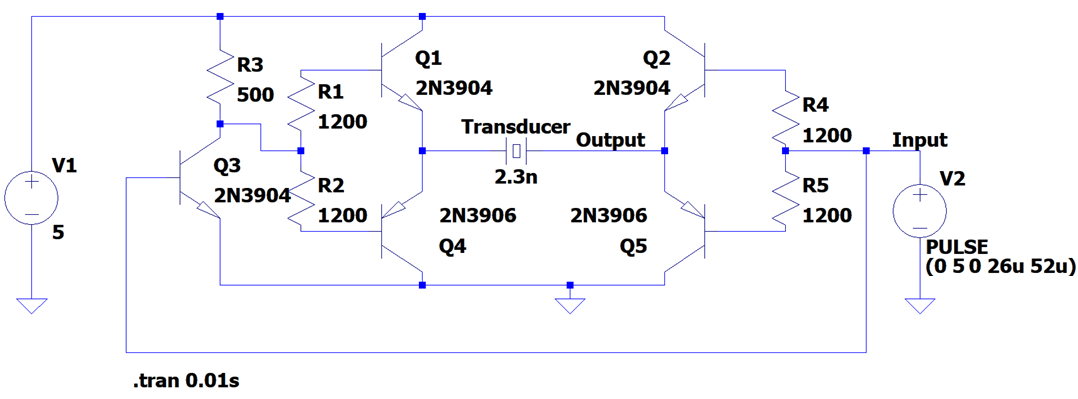 R3
500
R1
1200
Q1
2N3904
Q2
2N3904
R4
1200
Transducer
Output
Input
V1
5
Q3
2N3904
R2
1200
2.3n
2N3906
Q4
2N3906
Q5
R5
1200
V2
PULSE
(0 5 0 26u 52u)
.tran 0.01s